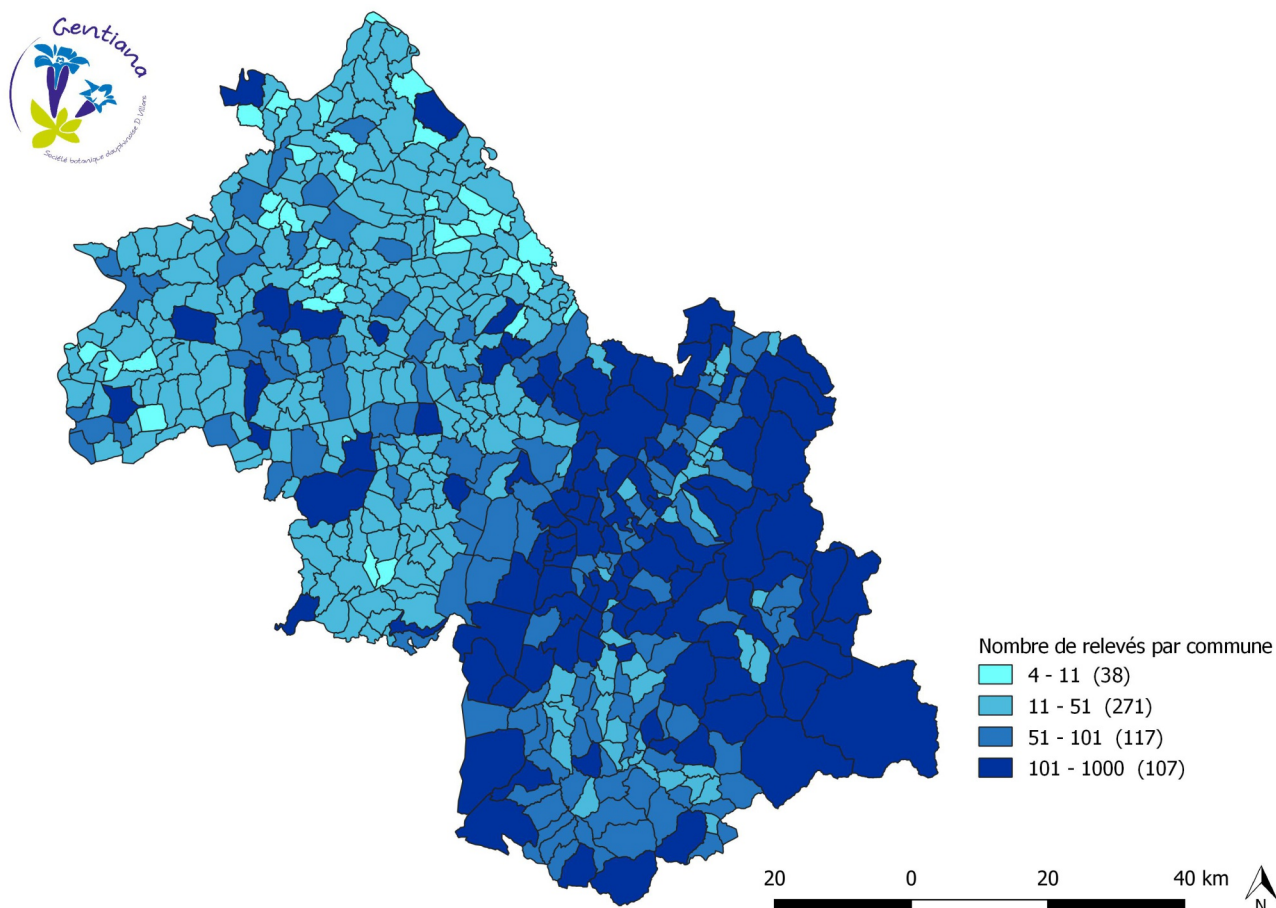 Gentiana
Société botanique dauphinoise D. Villars
Nombre de relevés par commune
4 - 11 (38)
11 - 51 (271)
51 - 101 (117)
101 - 1000 (107)
20 0 20 40 km
N